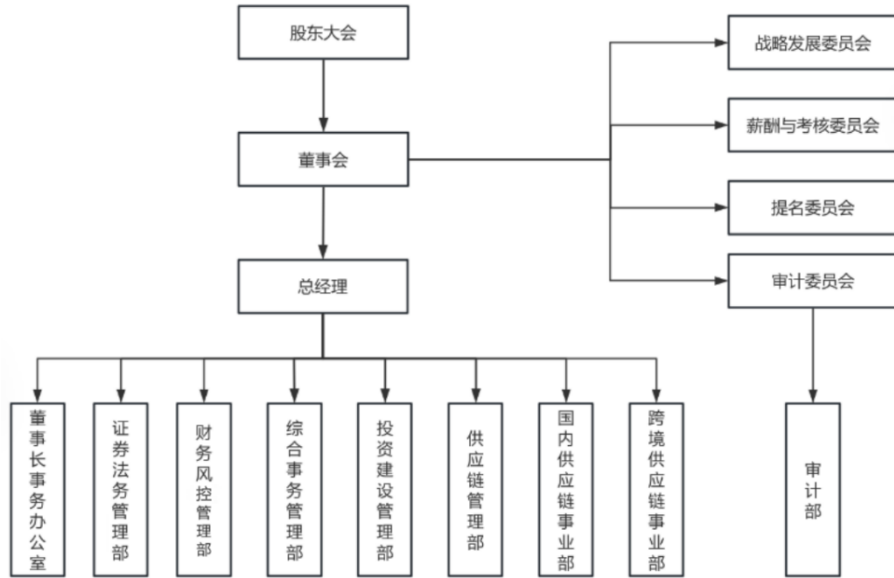 股东大会
战略发展委员会
薪酬与考核委员会
董事会
提名委员会
总经理
审计委员会
董事长事务办公室
证券法务管理部
财务风控管理部
综合事务管理部
投资建设管理部
供应链管理部
国内供应链事业部
跨境供应链事业部
审计部